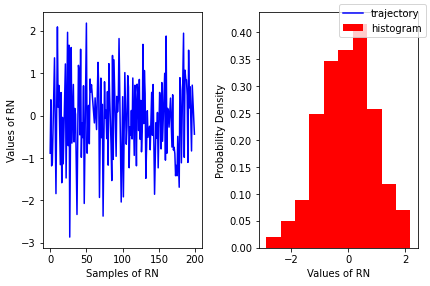 trajectory
histogram
Values of RN
2
1
0
−1
−2
−3
0 50 100 150 200
Samples of RN
Probability Density
0.40
0.35
0.30
0.25
0.20
0.15
0.10
0.05
0.00
−2 0 2
Values of RN